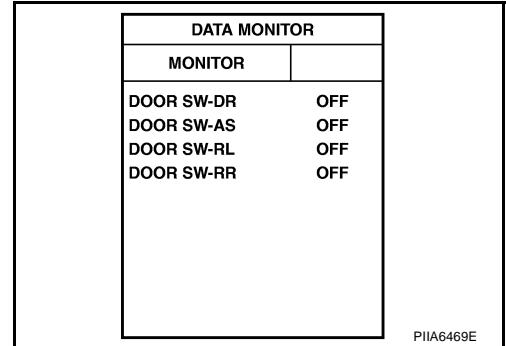 DATA MONITOR
MONITOR
DOOR SW-DR OFF
DOOR SW-AS OFF
DOOR SW-RL OFF
DOOR SW-RR OFF
PIIA6469E